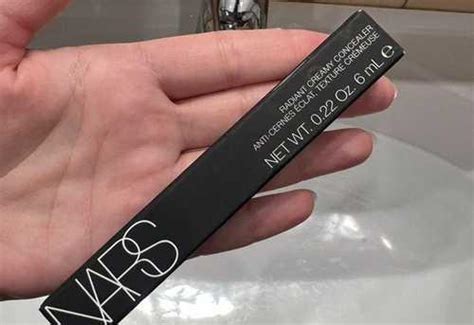 RADIANT CREAMY CONCEALER
ANTI-CERNES ÉCLAT, TEXTURE CRÉMEUSE
NET WT. 0.22 Oz. 6 mL ℮
NARS